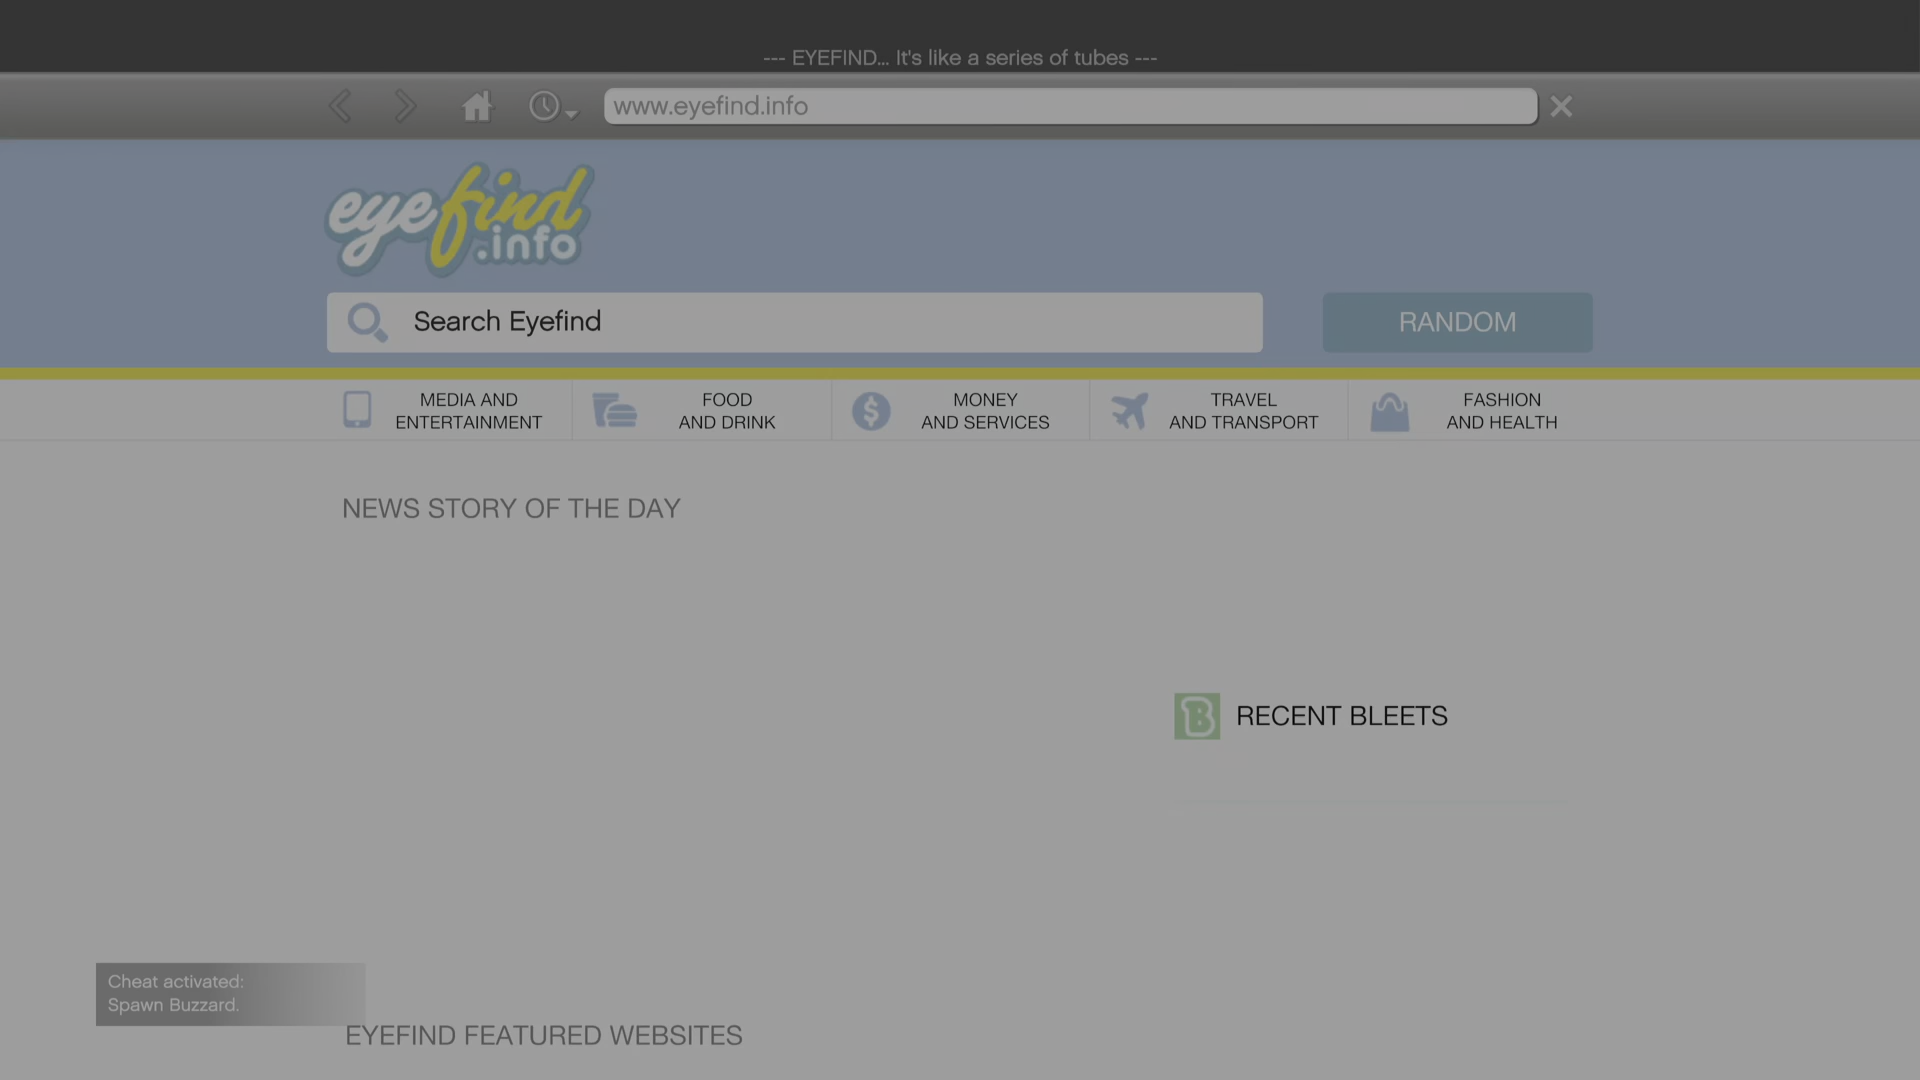 --- EYEFIND... It's like a series of tubes ---
www.eyefind.info
eyefind
.info
Search Eyefind
RANDOM
MEDIA AND
ENTERTAINMENT
FOOD
AND DRINK
MONEY
AND SERVICES
TRAVEL
AND TRANSPORT
FASHION
AND HEALTH
NEWS STORY OF THE DAY
B RECENT BLEETS
Cheat activated:
Spawn Buzzard.
EYEFIND FEATURED WEBSITES